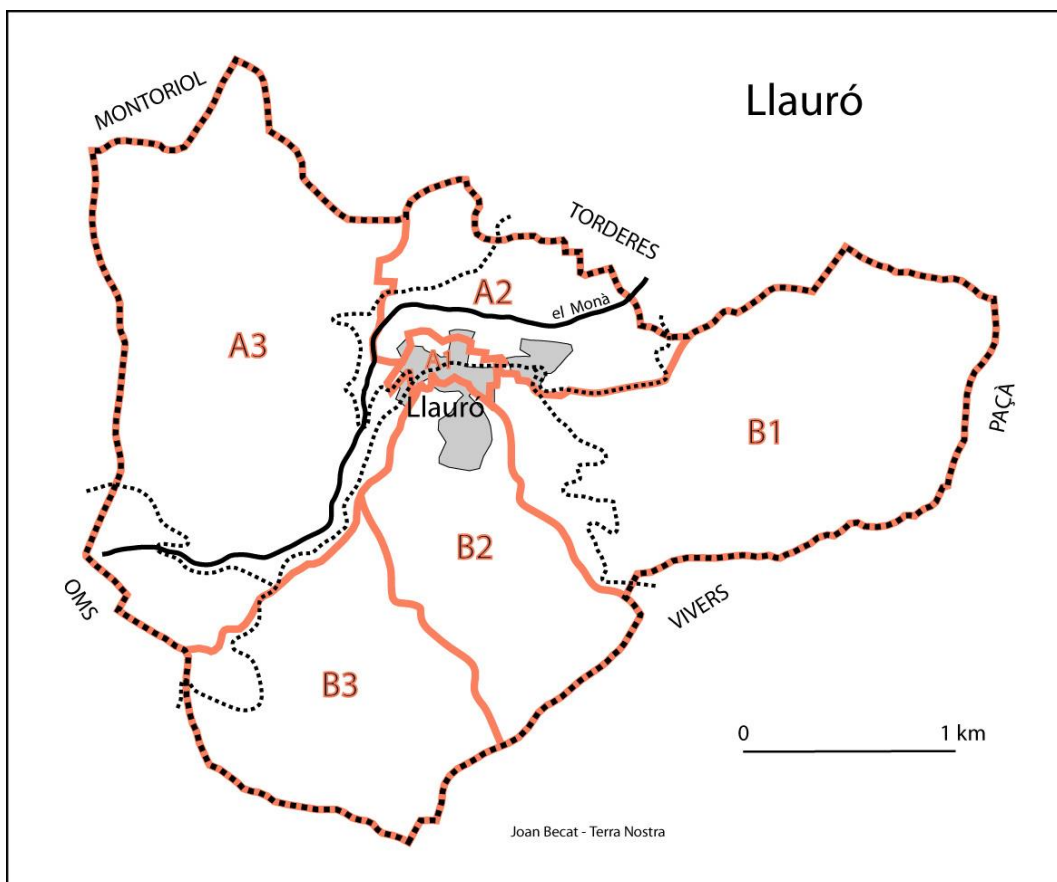 Llauró
MONTORIOL
TORDERES
A2
el Monà
A3
A1
PAÇÀ
Llauró
B1
B2
OMS
VIVERS
B3
0 1 km
Joan Becat - Terra Nostra